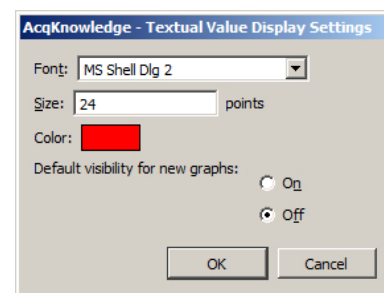 AcqKnowledge - Textual Value Display Settings
Font: MS Shell Dlg 2
Size: 24 points
Color:
Default visibility for new graphs:
On
Off
OK Cancel